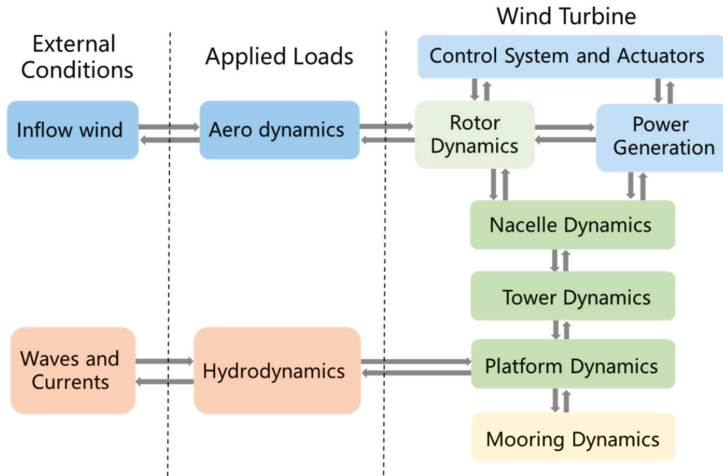 Wind Turbine
External
Conditions
Applied Loads
Control System and Actuators
Inflow wind
Aero dynamics
Rotor
Dynamics
Power
Generation
Nacelle Dynamics
Tower Dynamics
Waves and
Currents
Hydrodynamics
Platform Dynamics
Mooring Dynamics